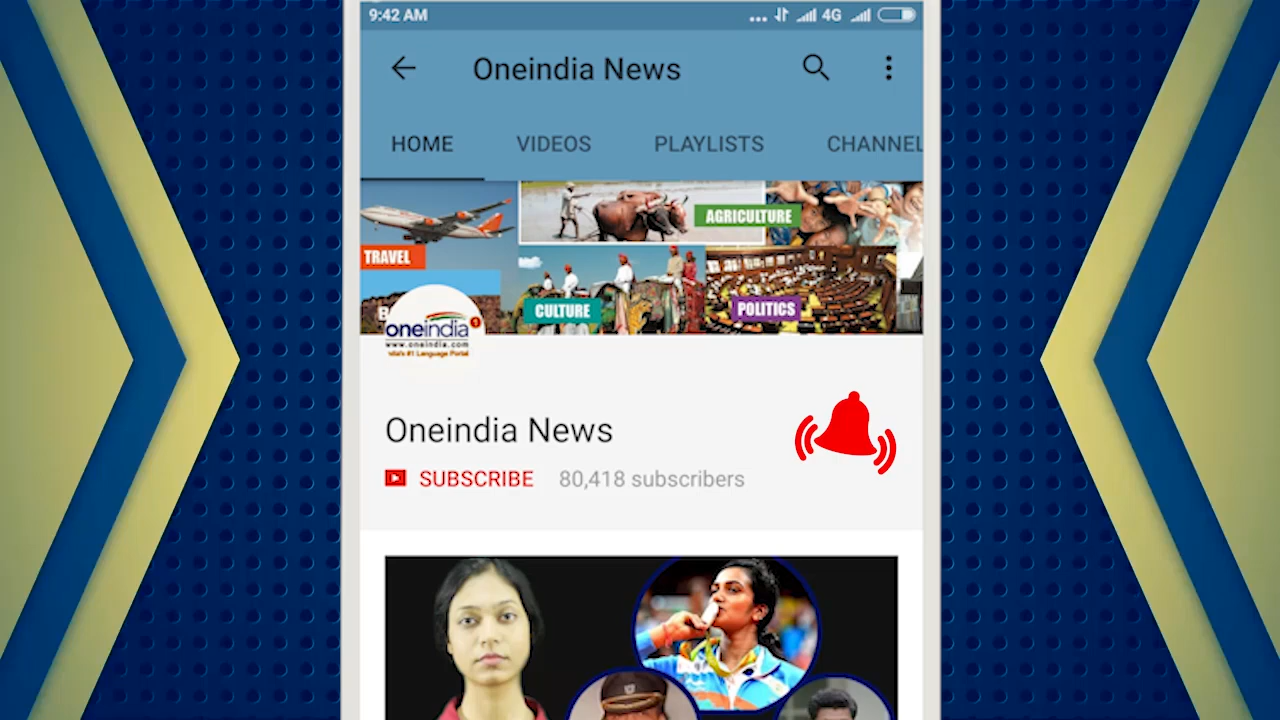 9:42 AM
4G
Oneindia News
HOME VIDEOS PLAYLISTS CHANNEL
AGRICULTURE
TRAVEL
CULTURE
POLITICS
B
oneindia
www.oneindia.com
Oneindia News
SUBSCRIBE 80,418 subscribers